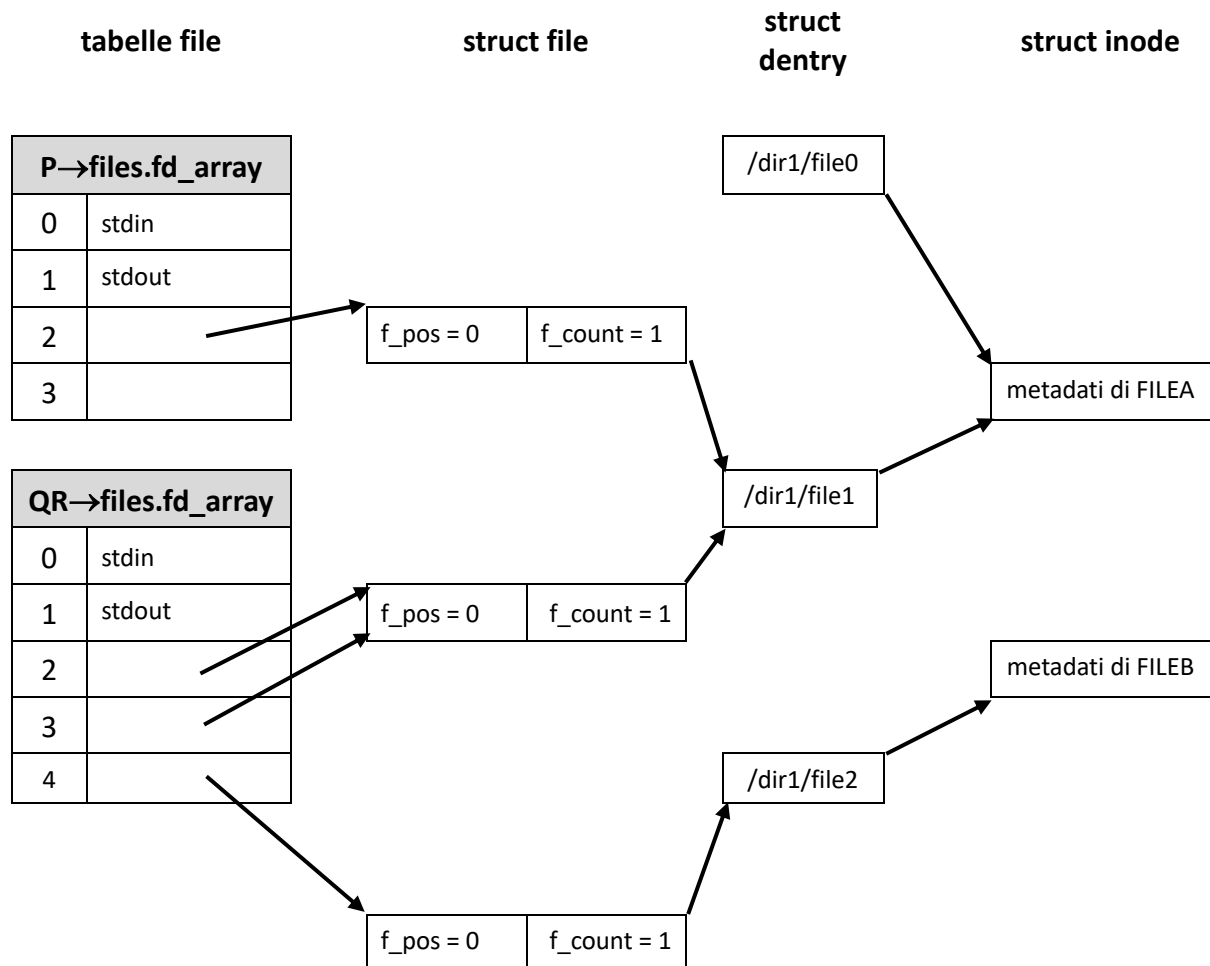 tabelle file
struct file
struct
dentry
struct inode
P→files.fd_array
0 stdin
1 stdout
2
3
f_pos = 0 f_count = 1
/dir1/file0
metadati di FILEA
/dir1/file1
QR→files.fd_array
0 stdin
1 stdout
2
3
4
f_pos = 0 f_count = 1
metadati di FILEB
/dir1/file2
f_pos = 0 f_count = 1